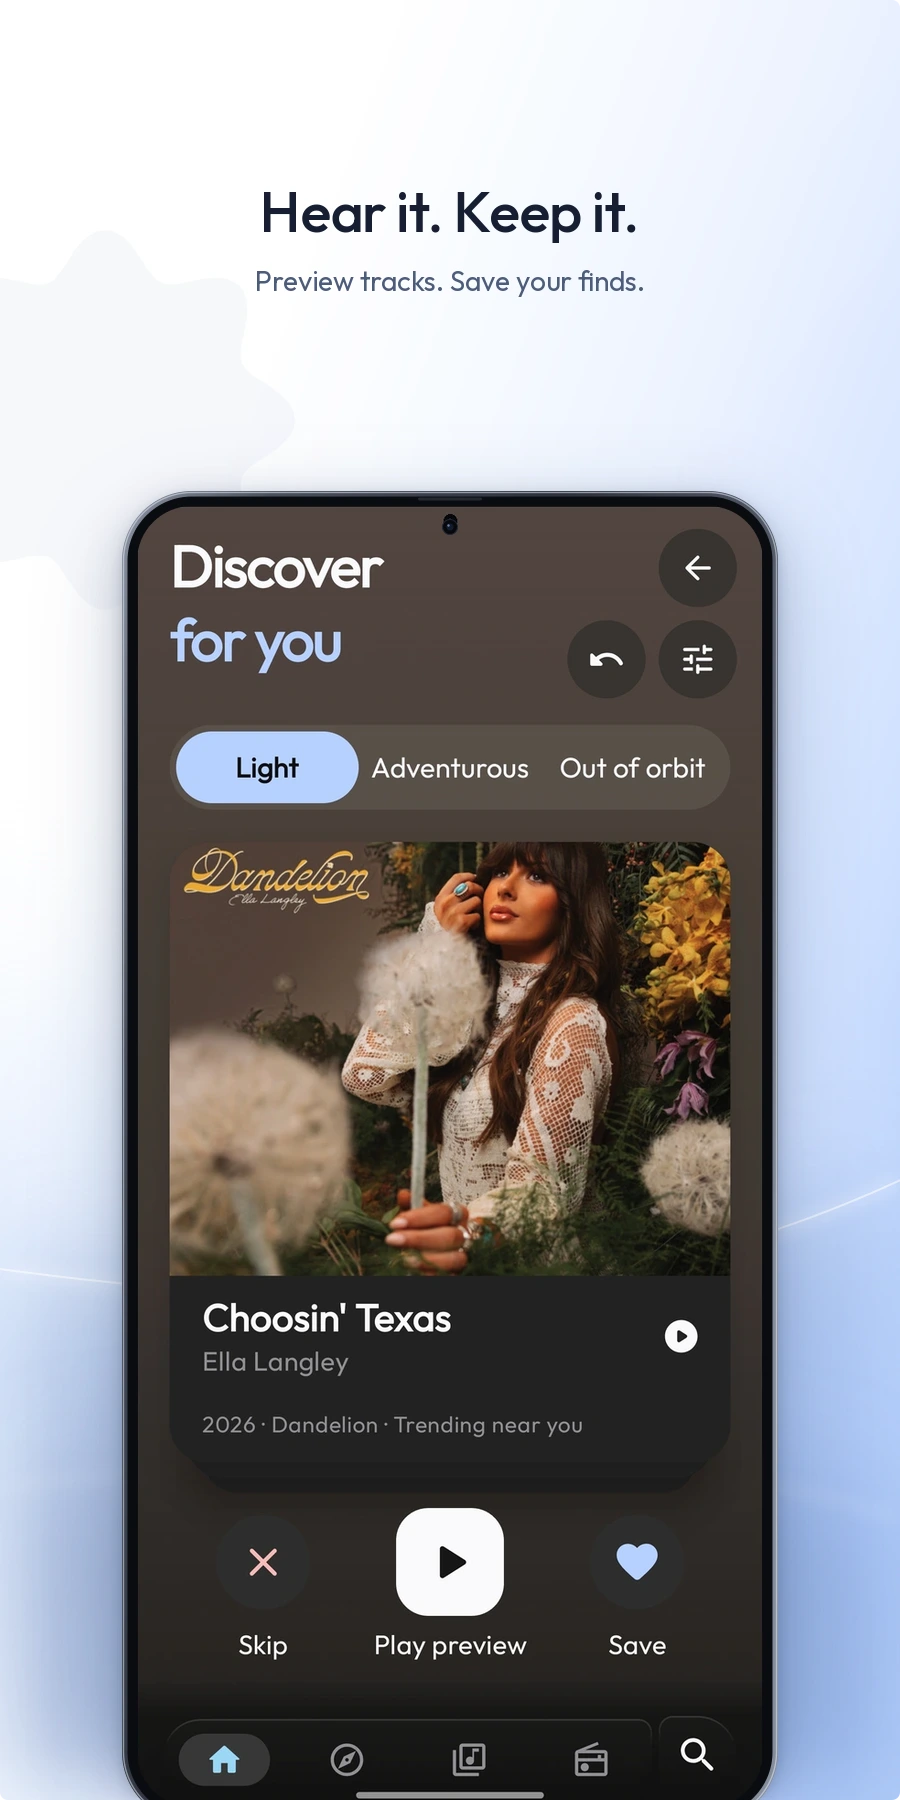 Hear it. Keep it.
Preview tracks. Save your finds.
Discover
for you
Light Adventurous Out of orbit
Dandelion
Ella Langley
Choosin' Texas
Ella Langley
2026 · Dandelion · Trending near you
Skip Play preview Save